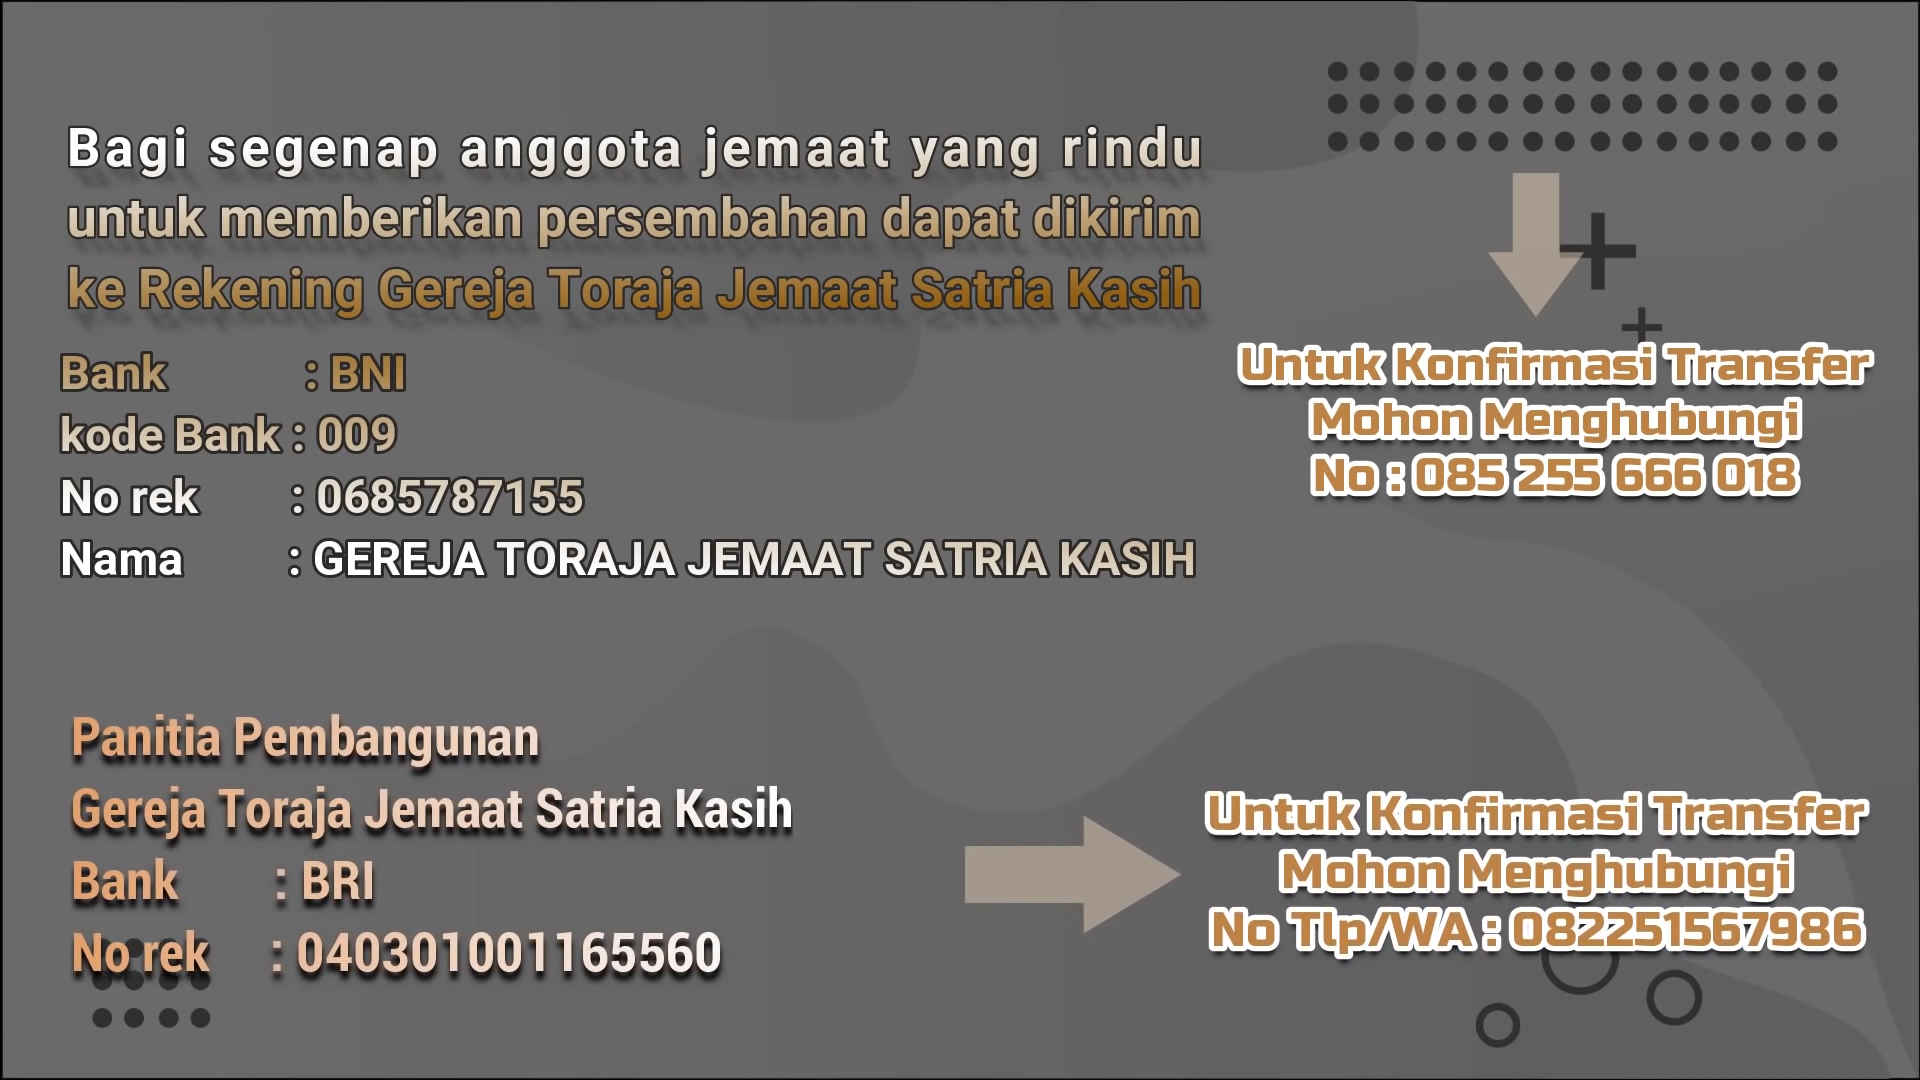 Bagi segenap anggota jemaat yang rindu
untuk memberikan persembahan dapat dikirim
ke Rekening Gereja Toraja Jemaat Satria Kasih
Bank : BNI
kode Bank : 009
No rek : 0685787155
Nama : GEREJA TORAJA JEMAAT SATRIA KASIH
Untuk Konfirmasi Transfer
Mohon Menghubungi
No : 085 255 666 018
Panitia Pembangunan
Gereja Toraja Jemaat Satria Kasih
Bank : BRI
No rek : 040301001165560
Untuk Konfirmasi Transfer
Mohon Menghubungi
No Tlp/WA : 082251567986